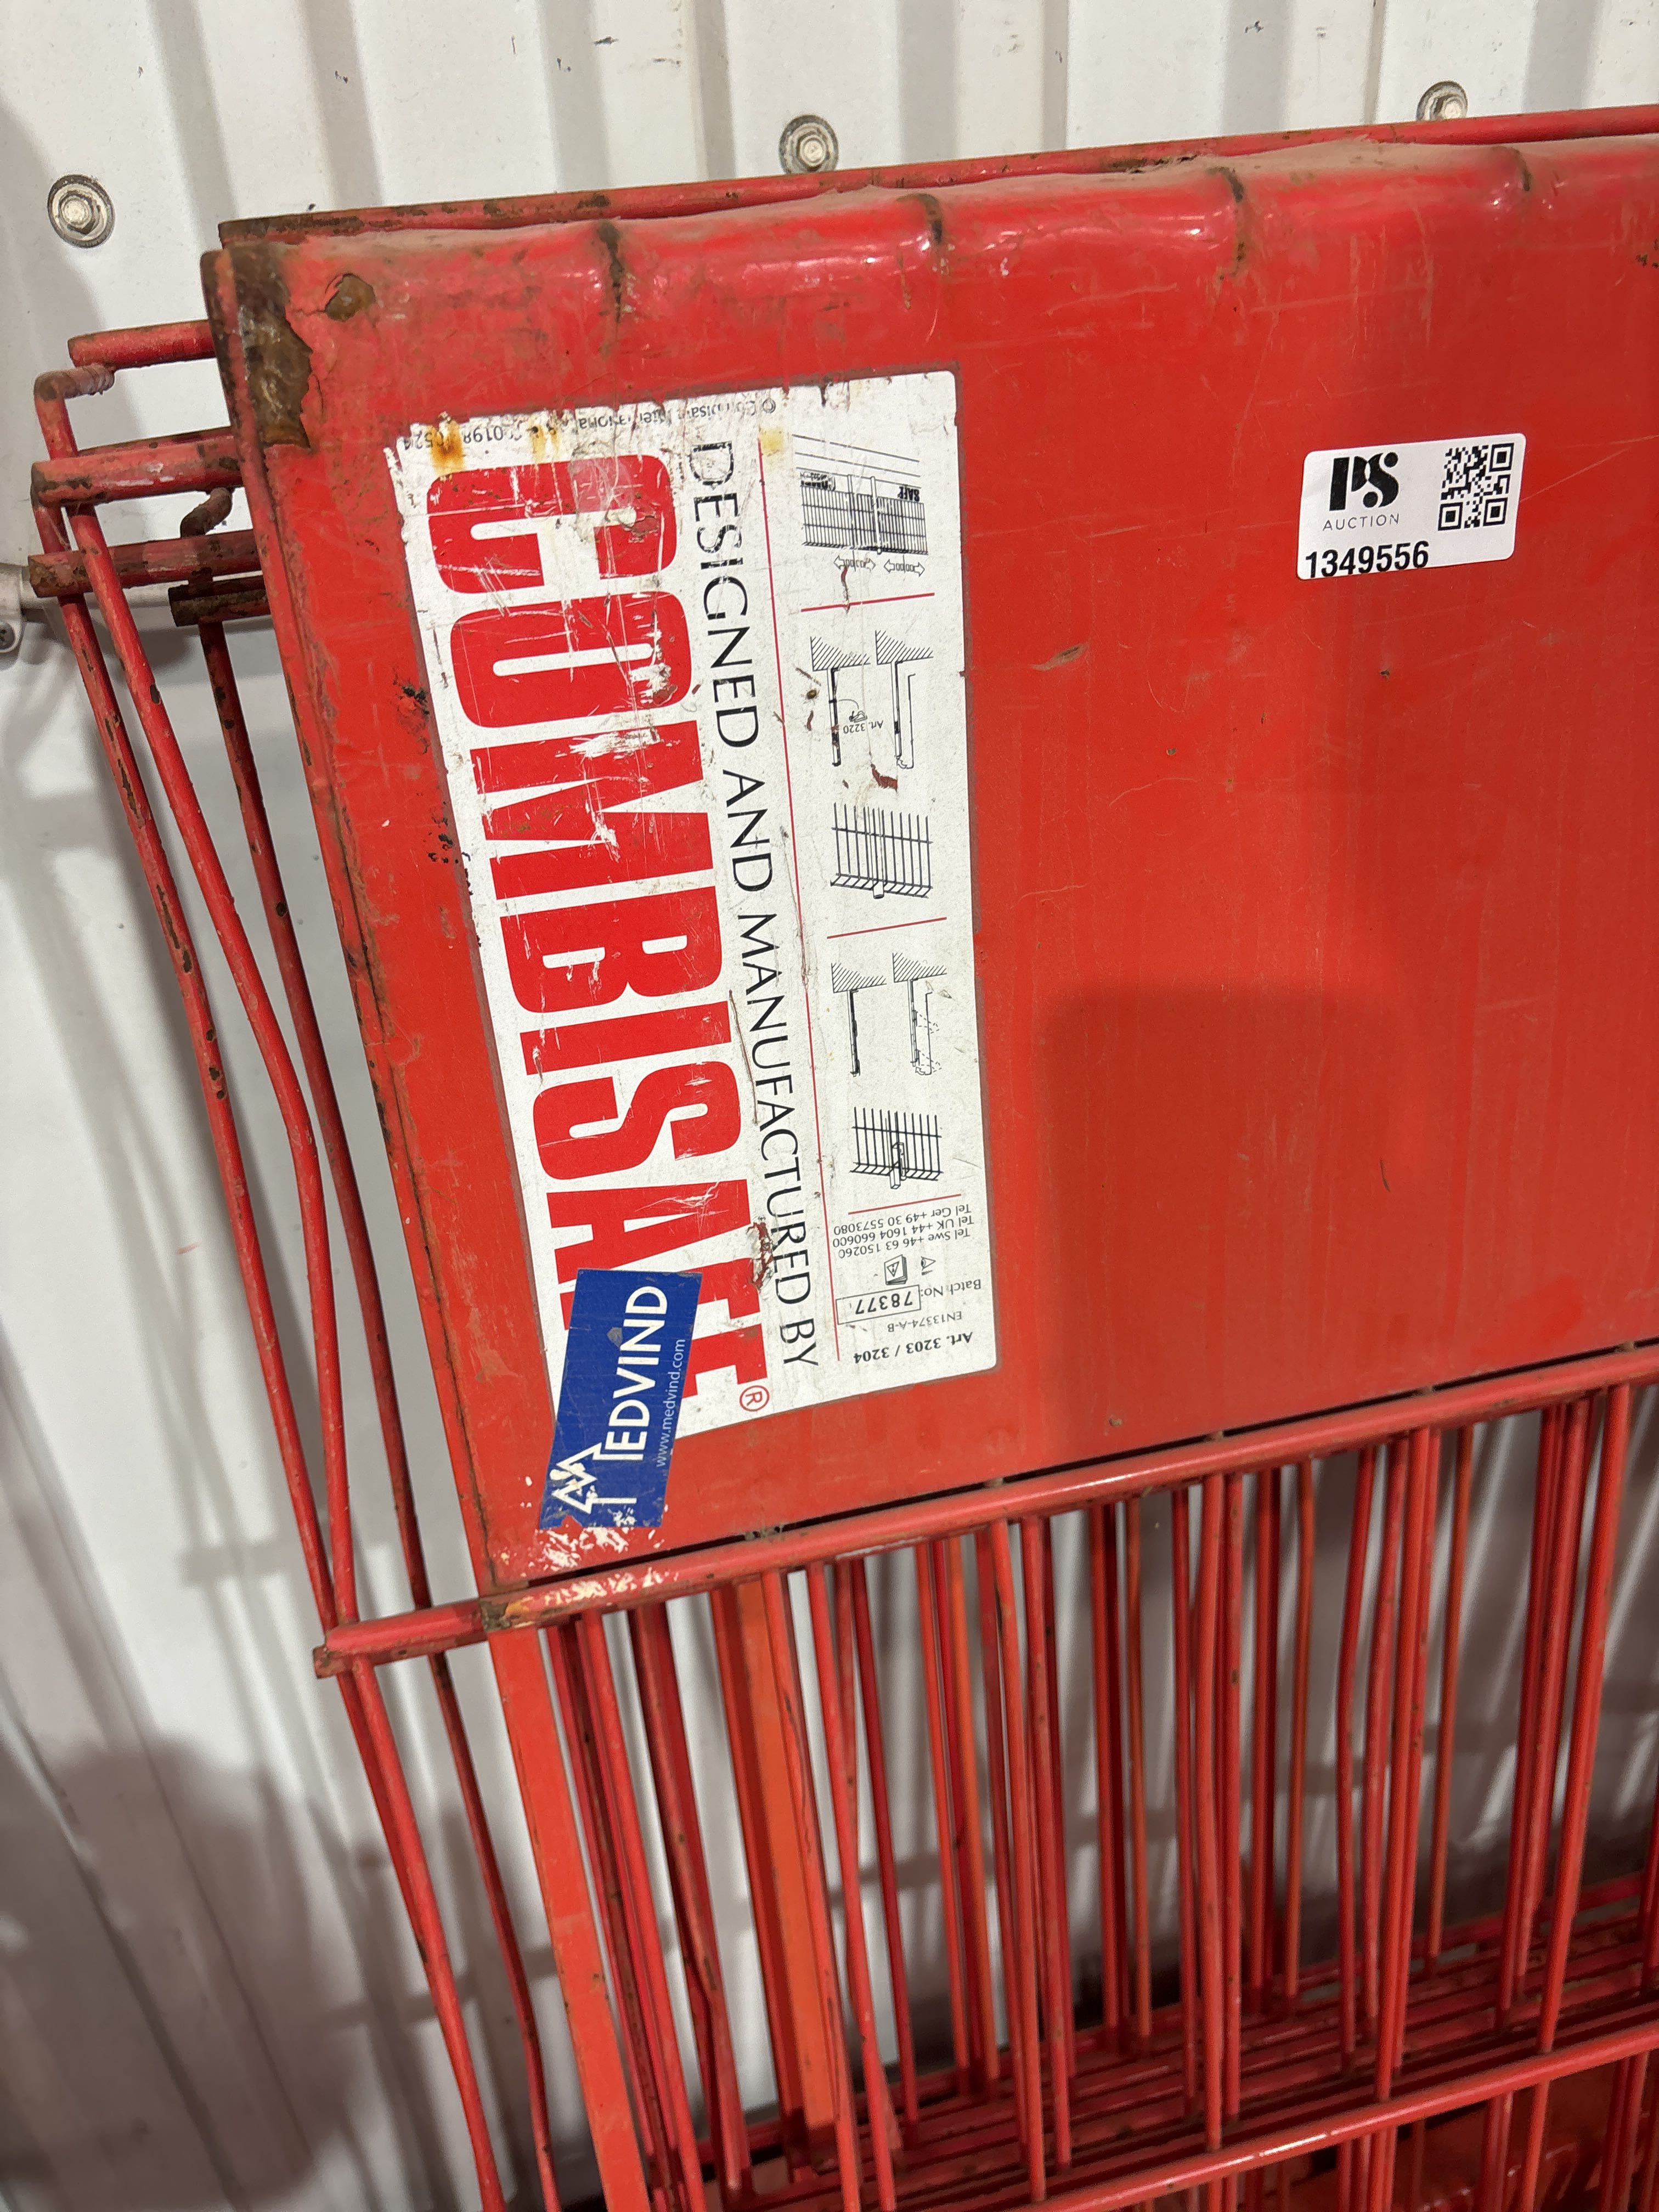 DESIGNED AND MANUFACTURED BY
COMBISAFE®
MEDVIND
www.medvind.com
Art. 3220
SAFE
Art. 3203 / 3204
EN13374-A-B
Batch No: 78377
Tel Swe +46 63 150260
Tel UK +44 1604 660600
Tel Ger +49 30 5573080
PS
AUCTION
1349556